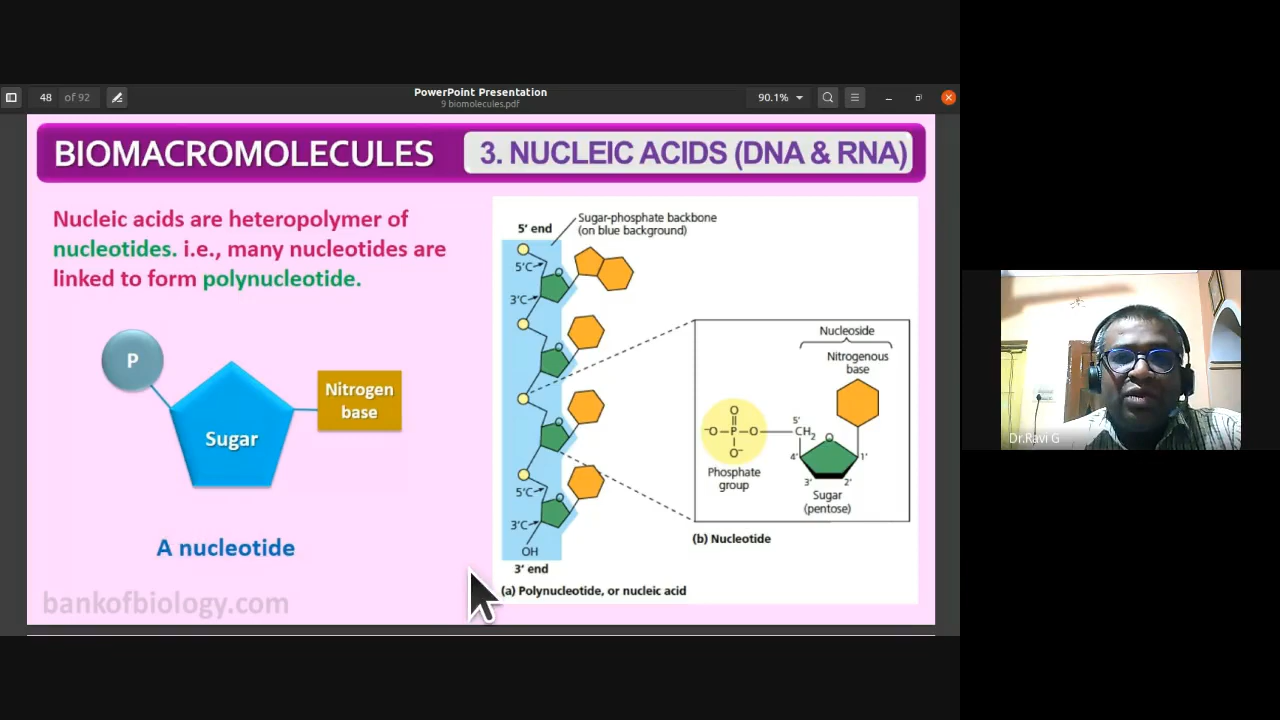 PowerPoint Presentation
48 of 92
9 biomolecules.pdf
90.1%
BIOMACROMOLECULES
3. NUCLEIC ACIDS (DNA & RNA)
Nucleic acids are heteropolymer of
nucleotides. i.e., many nucleotides are
linked to form polynucleotide.
P
Sugar
Nitrogen
base
A nucleotide
bankofbiology.com
Sugar-phosphate backbone
(on blue background)
5′ end
5′C
3′C
5′C
3′C
OH
3′ end
O
O
O
O
(a) Polynucleotide, or nucleic acid
Nucleoside
Nitrogenous
base
O
⁻O–P–O
O⁻
Phosphate
group
5′
CH₂
O
4′
1′
3′
2′
Sugar
(pentose)
(b) Nucleotide
Dr.Ravi G